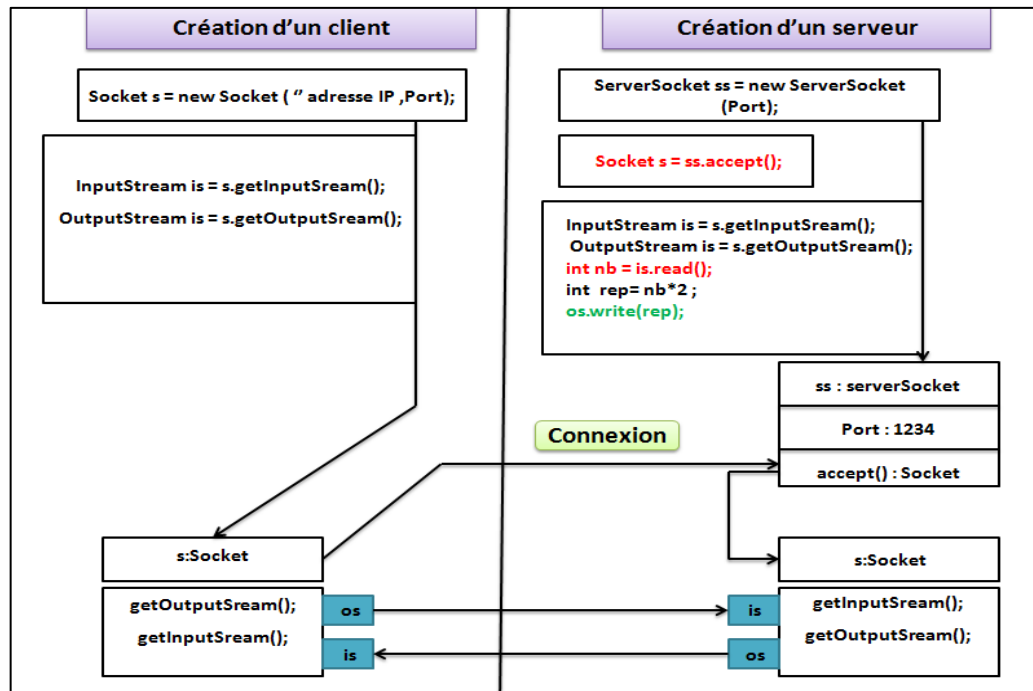 Création d'un client
Socket s = new Socket ( “ adresse IP ,Port);
InputStream is = s.getInputSream();
OutputStream is = s.getOutputSream();
s:Socket
getOutputSream();
getInputSream();
os
is
Connexion
Création d'un serveur
ServerSocket ss = new ServerSocket
(Port);
Socket s = ss.accept();
InputStream is = s.getInputSream();
OutputStream is = s.getOutputSream();
int nb = is.read();
int rep= nb*2 ;
os.write(rep);
ss : serverSocket
Port : 1234
accept() : Socket
s:Socket
is
os
getInputSream();
getOutputSream();